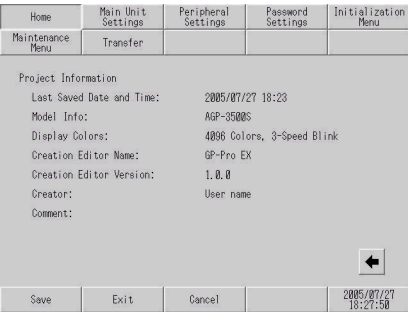 Home
Main Unit
Settings
Peripheral
Settings
Password
Settings
Initialization
Menu
Maintenance
Menu
Transfer
Project Information
Last Saved Date and Time: 2005/07/27 18:23
Model Info: AGP-3500S
Display Colors: 4096 Colors, 3-Speed Blink
Creation Editor Name: GP-Pro EX
Creation Editor Version: 1.0.0
Creator: User name
Comment:
Save
Exit
Cancel
2005/07/27
18:27:50